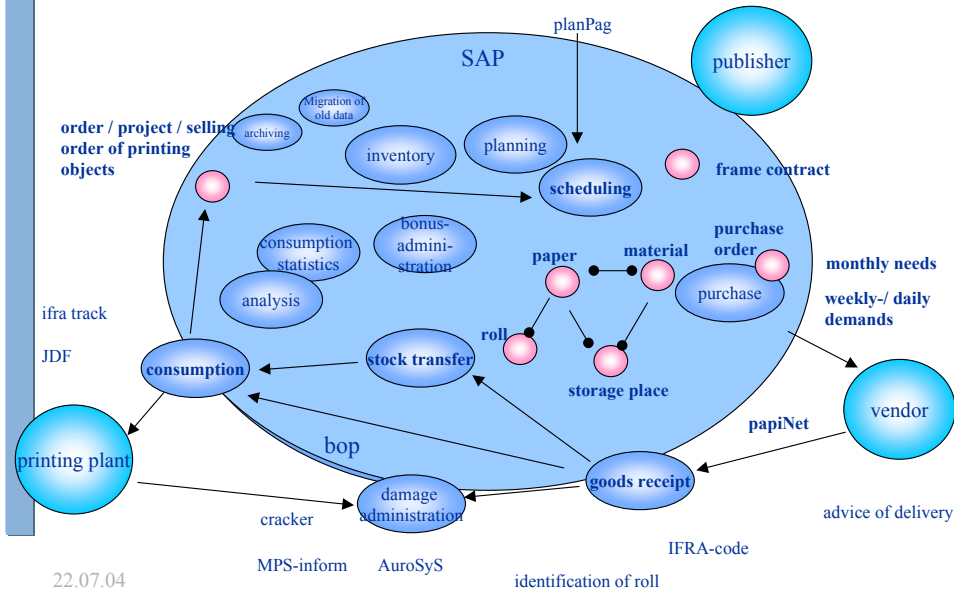 planPag
SAP
publisher
Migration of
old data
order / project / selling
order of printing
objects
archiving
inventory
planning
scheduling
frame contract
consumption
statistics
bonus-
admini-
stration
paper
material
purchase
order
monthly needs
analysis
purchase
weekly-/ daily
demands
ifra track
roll
JDF
consumption
stock transfer
storage place
vendor
papiNet
bop
printing plant
goods receipt
damage
administration
advice of delivery
cracker
IFRA-code
MPS-inform
AuroSyS
identification of roll
22.07.04